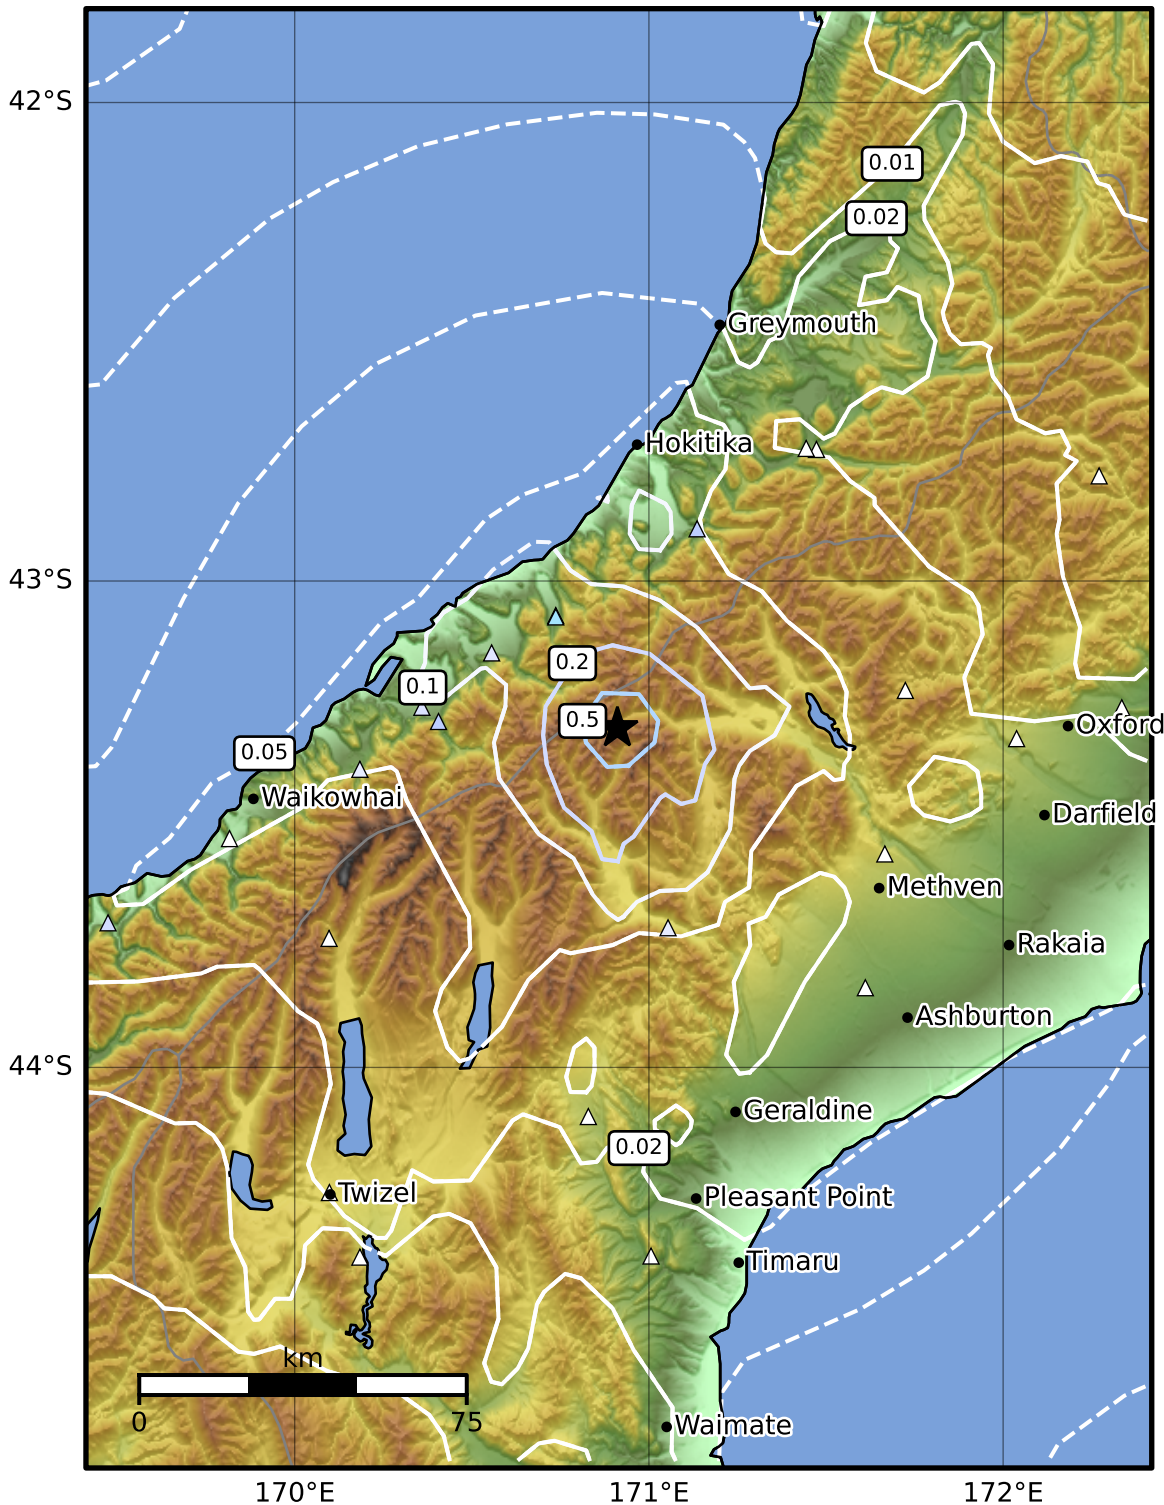 42°S
0.01
0.02
Greymouth
Hokitika
43°S
0.2
0.1
0.5
Oxford
0.05
Waikowhai
Darfield
Methven
Rakaia
Ashburton
44°S
Geraldine
0.02
Twizel
Pleasant Point
Timaru
km
0
75
Waimate
170°E
171°E
172°E